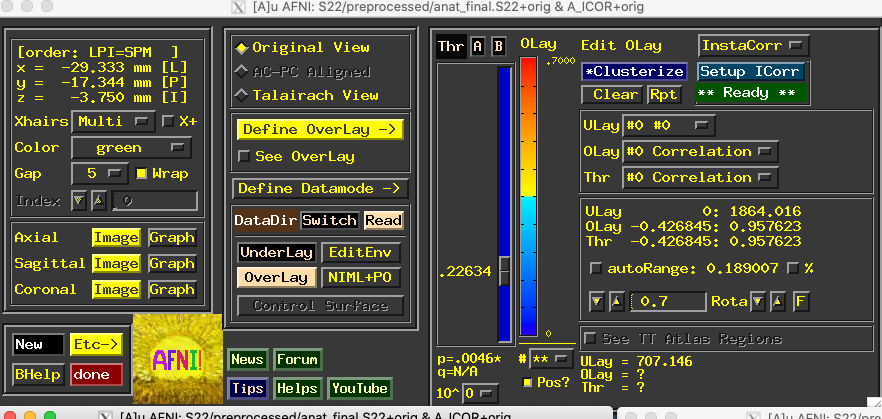 [A]u AFNI: S22/preprocessed/anat_final.S22+orig & A_ICOR+orig
[order: LPI=SPM ]
x = -29.333 mm [L]
y = -17.344 mm [P]
z = -3.750 mm [I]
Xhairs Multi X+
Color green
Gap 5 Wrap
Index 0
Axial Image Graph
Sagittal Image Graph
Coronal Image Graph
New Etc->
BHelp done
AFNI!
Original View
AC-PC Aligned
Talairach View
Define OverLay ->
See OverLay
Define Datamode ->
DataDir Switch Read
UnderLay EditEnv
OverLay NIML+PO
Control Surface
News Forum
Tips Helps YouTube
Thr A B OLay
.7000
.22634
0
p=.0046*
q=N/A
10^ 0
# **
Pos?
Edit OLay InstaCorr
*Clusterize Setup ICorr
Clear Rpt ** Ready **
ULay #0 #0
OLay #0 Correlation
Thr #0 Correlation
ULay 0: 1864.016
OLay -0.426845: 0.957623
Thr -0.426845: 0.957623
autoRange: 0.189007 %
0.7 Rota F
See TT Atlas Regions
ULay = 707.146
OLay = ?
Thr = ?
[A]u AFNI: S22/preprocessed/anat_final.S22+orig & A_ICOR+orig